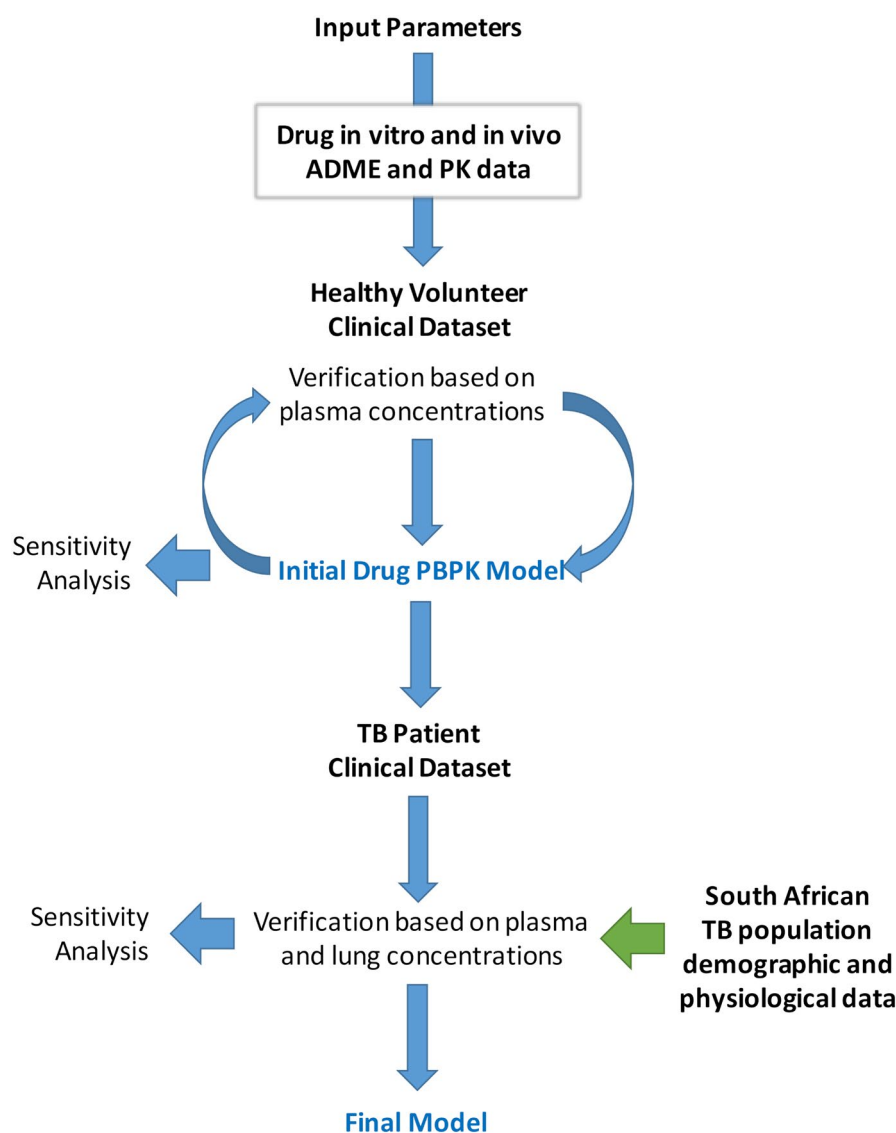 Input Parameters
Drug in vitro and in vivo
ADME and PK data
Healthy Volunteer
Clinical Dataset
Verification based on
plasma concentrations
Sensitivity
Analysis
Initial Drug PBPK Model
TB Patient
Clinical Dataset
Sensitivity
Analysis
Verification based on plasma
and lung concentrations
South African
TB population
demographic and
physiological data
Final Model